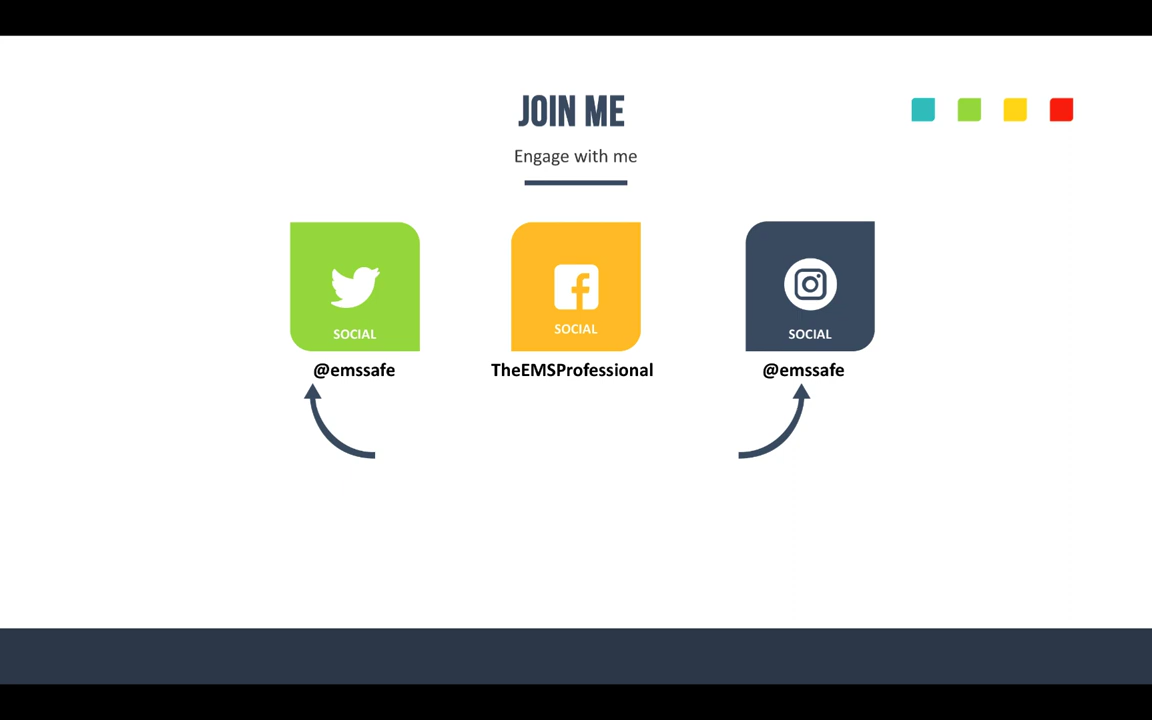 JOIN ME
Engage with me
SOCIAL
SOCIAL
SOCIAL
@emssafe
TheEMSProfessional
@emssafe